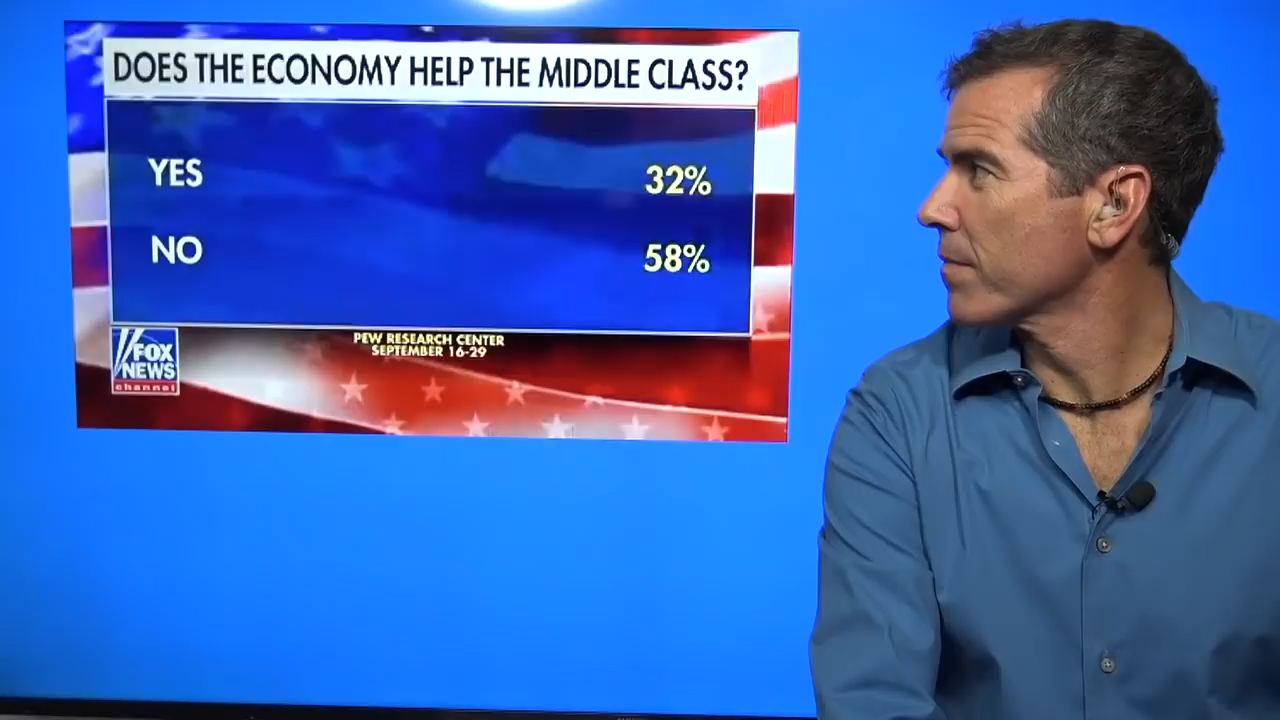 DOES THE ECONOMY HELP THE MIDDLE CLASS?
YES 32%
NO 58%
PEW RESEARCH CENTER
SEPTEMBER 16-29
FOX
NEWS
channel